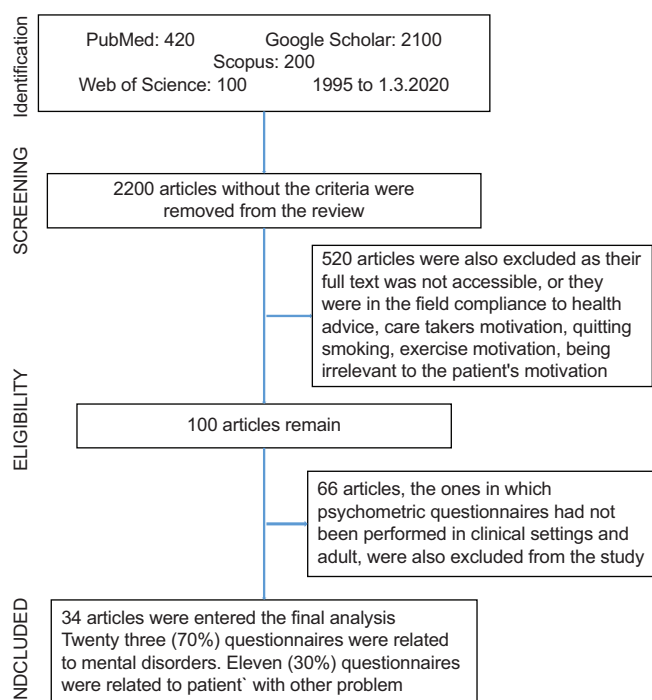 Identification
PubMed: 420 Google Scholar: 2100
Scopus: 200
Web of Science: 100 1995 to 1.3.2020
SCREENING
2200 articles without the criteria were
removed from the review
520 articles were also excluded as their
full text was not accessible, or they
were in the field compliance to health
advice, care takers motivation, quitting
smoking, exercise motivation, being
irrelevant to the patient's motivation
ELIGIBILITY
100 articles remain
66 articles, the ones in which
psychometric questionnaires had not
been performed in clinical settings and
adult, were also excluded from the study
NDCLUDED
34 articles were entered the final analysis
Twenty three (70%) questionnaires were related
to mental disorders. Eleven (30%) questionnaires
were related to patient` with other problem